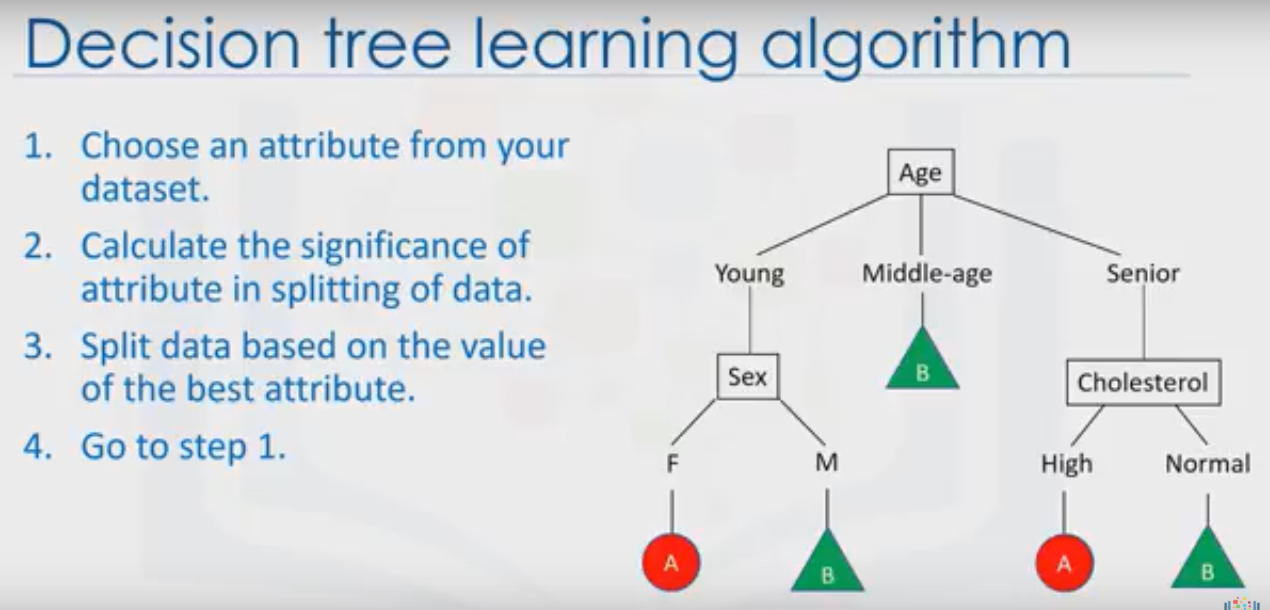 Decision tree learning algorithm
1. Choose an attribute from your
dataset.
2. Calculate the significance of
attribute in splitting of data.
3. Split data based on the value
of the best attribute.
4. Go to step 1.
Age
Young Middle-age Senior
Sex B Cholesterol
F M High Normal
A B A B